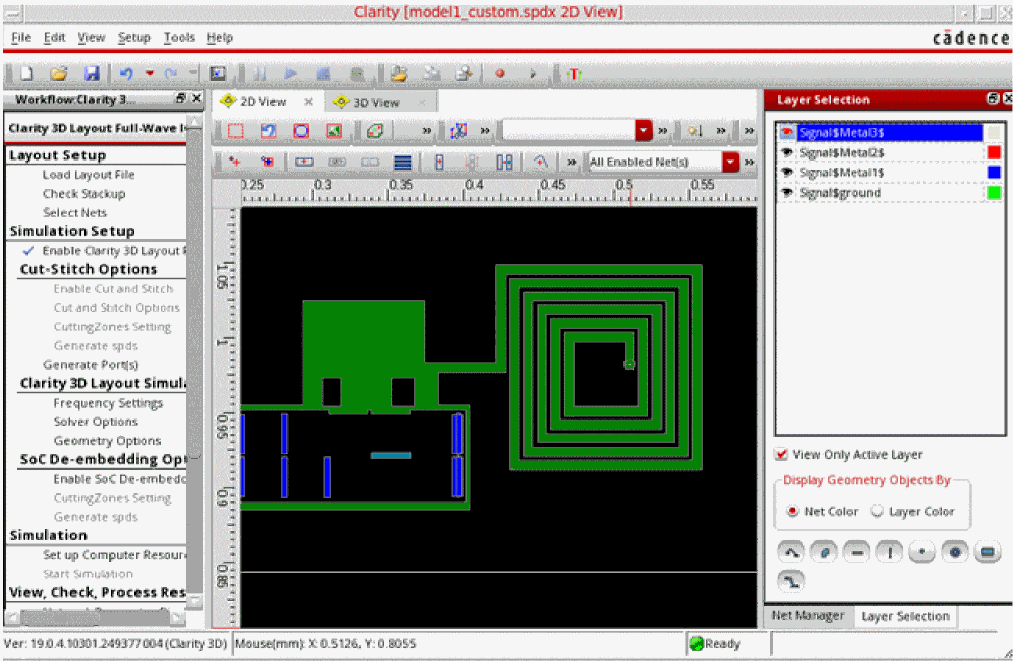 Clarity [model1_custom.spdx 2D View]
File Edit View Setup Tools Help
cādence
Workflow:Clarity 3...
2D View
3D View
Layer Selection
Clarity 3D Layout Full-Wave
Layout Setup
Load Layout File
Check Stackup
Select Nets
Simulation Setup
Enable Clarity 3D Layout
Cut-Stitch Options
Enable Cut and Stitch
Cut and Stitch Options
CuttingZones Setting
Generate spds
Generate Port(s)
Clarity 3D Layout Simul
Frequency Settings
Solver Options
Geometry Options
SoC De-embedding Opt
Enable SoC De-embedd
CuttingZones Setting
Generate spds
Simulation
Set up Computer Resour
Start Simulation
View, Check, Process Res
All Enabled Net(s)
0.25 0.3 0.35 0.4 0.45 0.5 0.55
1.05
1
0.95
0.9
0.85
Signal$Metal3$
Signal$Metal2$
Signal$Metal1$
Signal$ground
View Only Active Layer
Display Geometry Objects By
Net Color Layer Color
Net Manager Layer Selection
Ver: 19.0.4.10301.249377004 (Clarity 3D) Mouse(mm): X: 0.5126, Y: 0.8055
Ready